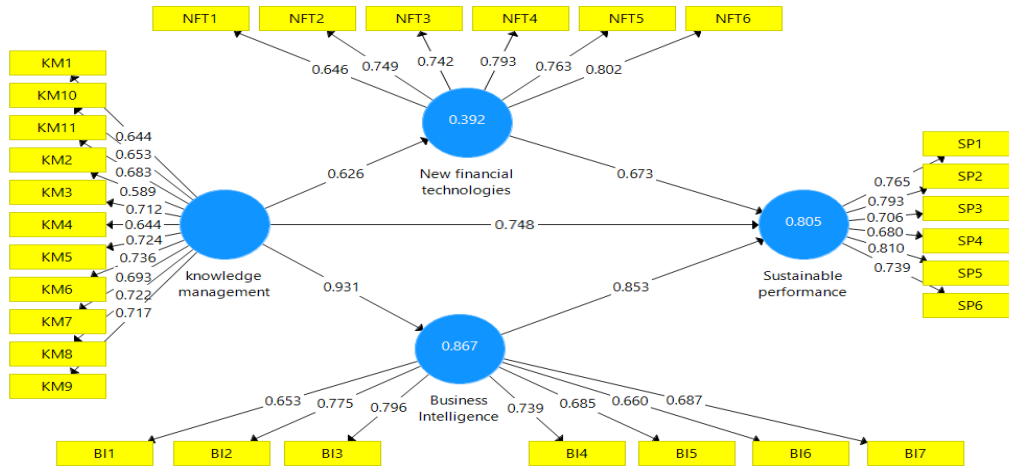 NFT1 NFT2 NFT3 NFT4 NFT5 NFT6
0.646 0.749 0.742 0.793 0.763 0.802
KM1
KM10
KM11
KM2
KM3
KM4
KM5
KM6
KM7
KM8
KM9
0.644
0.653
0.683
0.589
0.712
0.644
0.724
0.736
0.693
0.722
0.717
knowledge
management
0.626
0.392
New financial
technologies
0.673
0.748
0.931
0.867
Business
Intelligence
0.853
0.805
Sustainable
performance
0.765
0.793
0.706
0.680
0.810
0.739
SP1
SP2
SP3
SP4
SP5
SP6
0.653 0.775 0.796 0.739 0.685 0.660 0.687
BI1 BI2 BI3 BI4 BI5 BI6 BI7